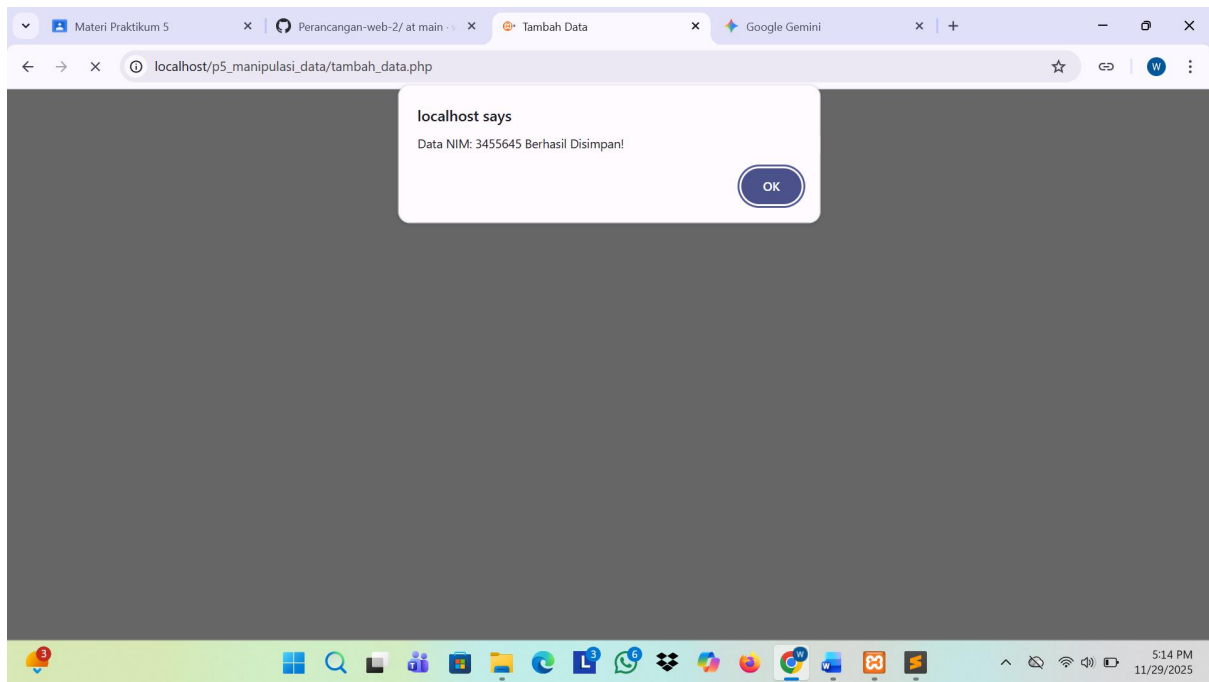 Materi Praktikum 5
Perancangan-web-2/ at main ·
Tambah Data
Google Gemini
localhost/p5_manipulasi_data/tambah_data.php
W
localhost says
Data NIM: 3455645 Berhasil Disimpan!
OK
3
3
6
W
5:14 PM
11/29/2025